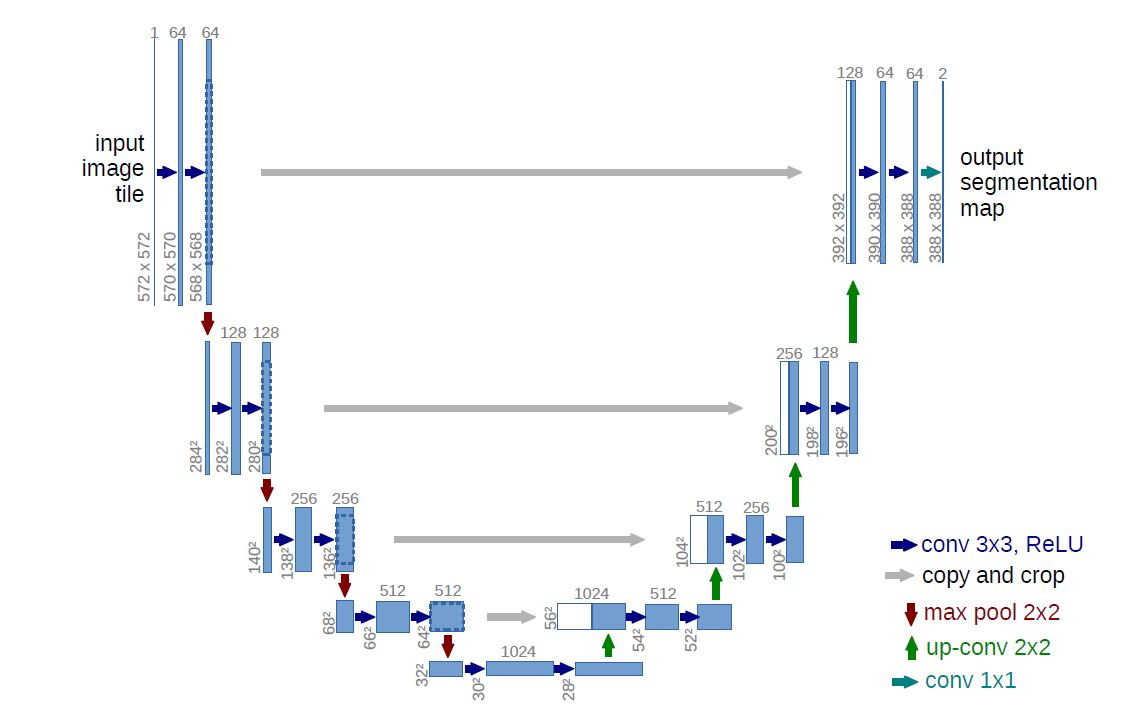 1 64 64
128 64 64 2
input
image
tile
output
segmentation
map
572 x 572
570 x 570
568 x 568
392 x 392
390 x 390
388 x 388
388 x 388
128 128
256 128
284²
282²
280²
200²
198²
196²
256 256
512 256
140²
138²
136²
104²
102²
100²
512 512
1024 512
68²
66²
64²
56²
54²
52²
1024
32²
30²
28²
conv 3x3, ReLU
copy and crop
max pool 2x2
up-conv 2x2
conv 1x1